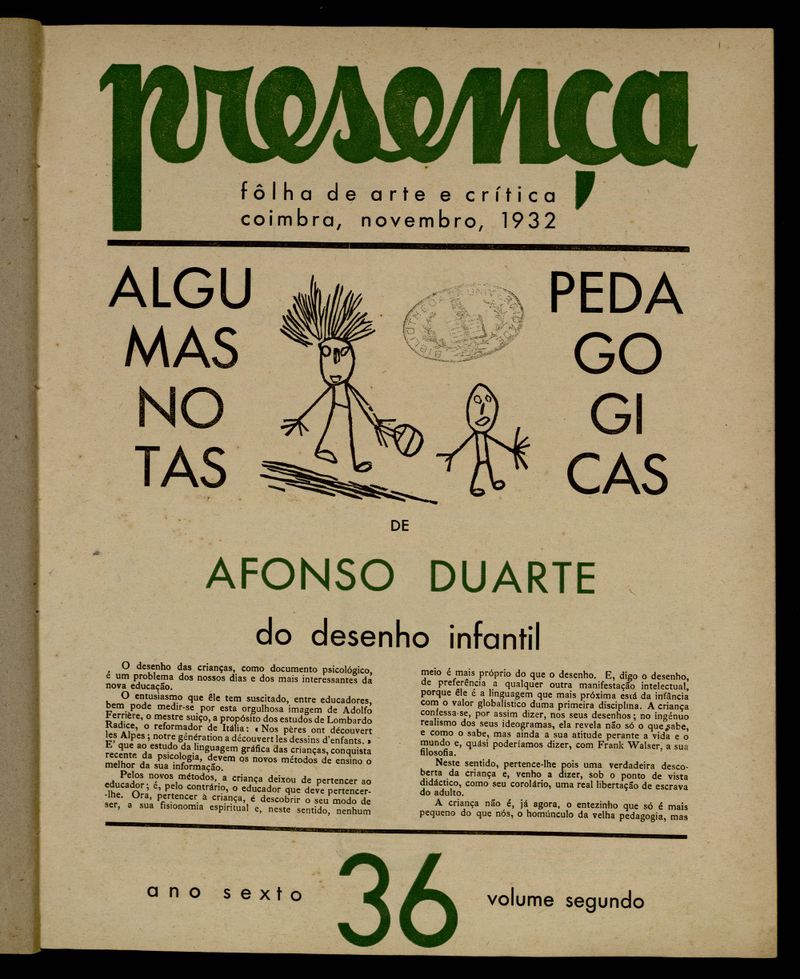 presença
fôlha de arte e crítica
coimbra, novembro, 1932
ALGU
MAS
NO
TAS
PEDA
GO
GI
CAS
DE
AFONSO DUARTE
do desenho infantil
O desenho das crianças, como documento psicológico,
é um problema dos nossos dias e dos mais interessantes da
nova educação.
O entusiasmo que êle tem suscitado, entre educadores,
bem pode medir-se por esta orgulhosa imagem de Adolfo
Ferrière, o mestre suiço, a propósito dos estudos de Lombardo
Radice, o reformador de Itália: «Nos pères ont découvert
les Alpes; notre génération a découvert les dessins d'enfants.»
E' que ao estudo da linguagem gráfica das crianças, conquista
recente da psicologia, devem os novos métodos de ensino o
melhor da sua informação.
Pelos novos métodos, a criança deixou de pertencer ao
educador; é, pelo contrário, o educador que deve pertencer-
-lhe. Ora, pertencer à criança, é descobrir o seu modo de
ser, a sua fisionomia espiritual e, neste sentido, nenhum
meio é mais próprio do que o desenho. E, digo o desenho,
de preferência a qualquer outra manifestação intelectual,
porque êle é a linguagem que mais próxima está da infância
com o valor globalístico duma primeira disciplina. A criança
confessa-se, por assim dizer, nos seus desenhos; no ingénuo
realismo dos seus ideogramas, ela revela não só o que sabe,
e como o sabe, mas ainda a sua atitude perante a vida e o
mundo e, quási poderíamos dizer, com Frank Walser, a sua
filosofia.
Neste sentido, pertence-lhe pois uma verdadeira desco-
berta da criança e, venho a dizer, sob o ponto de vista
didáctico, como seu corolário, uma real libertação de escrava
do adulto.
A criança não é, já agora, o entezinho que só é mais
pequeno do que nós, o homúnculo da velha pedagogia, mas
ano sexto
36
volume segundo